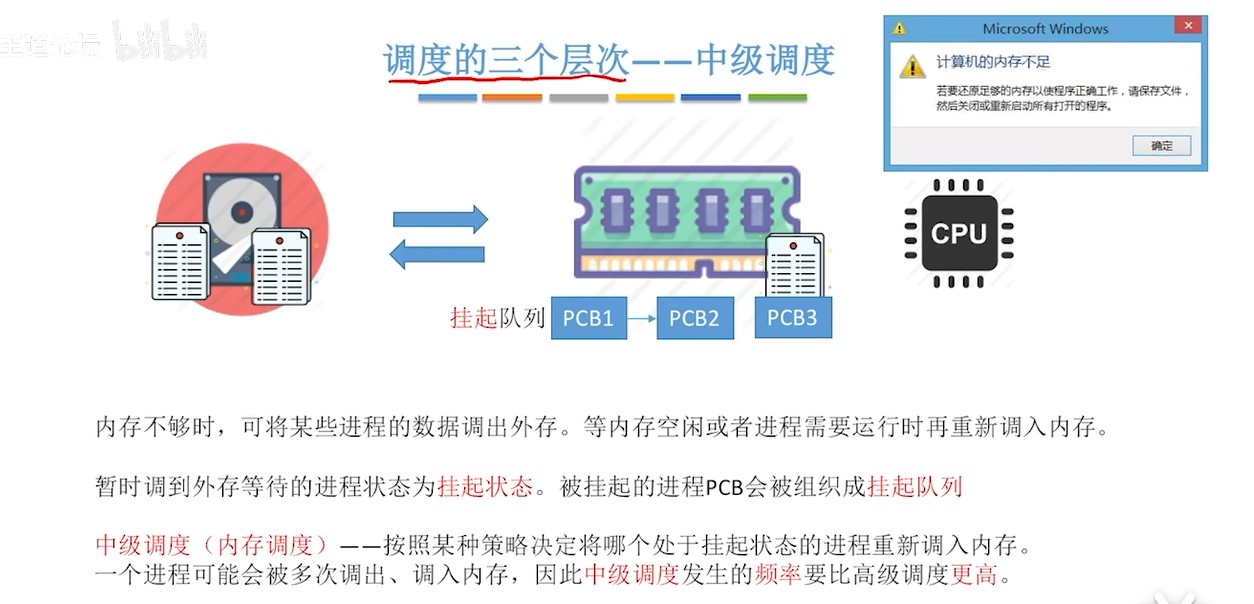 王道论坛 bilibili
调度的三个层次——中级调度
Microsoft Windows
计算机的内存不足
若要还原足够的内存以使程序正确工作，请保存文件，
然后关闭或重新启动所有打开的程序。
确定
CPU
挂起队列 PCB1 PCB2 PCB3
内存不够时，可将某些进程的数据调出外存。等内存空闲或者进程需要运行时再重新调入内存。
暂时调到外存等待的进程状态为挂起状态。被挂起的进程PCB会被组织成挂起队列
中级调度（内存调度）——按照某种策略决定将哪个处于挂起状态的进程重新调入内存。
一个进程可能会被多次调出、调入内存，因此中级调度发生的频率要比高级调度更高。